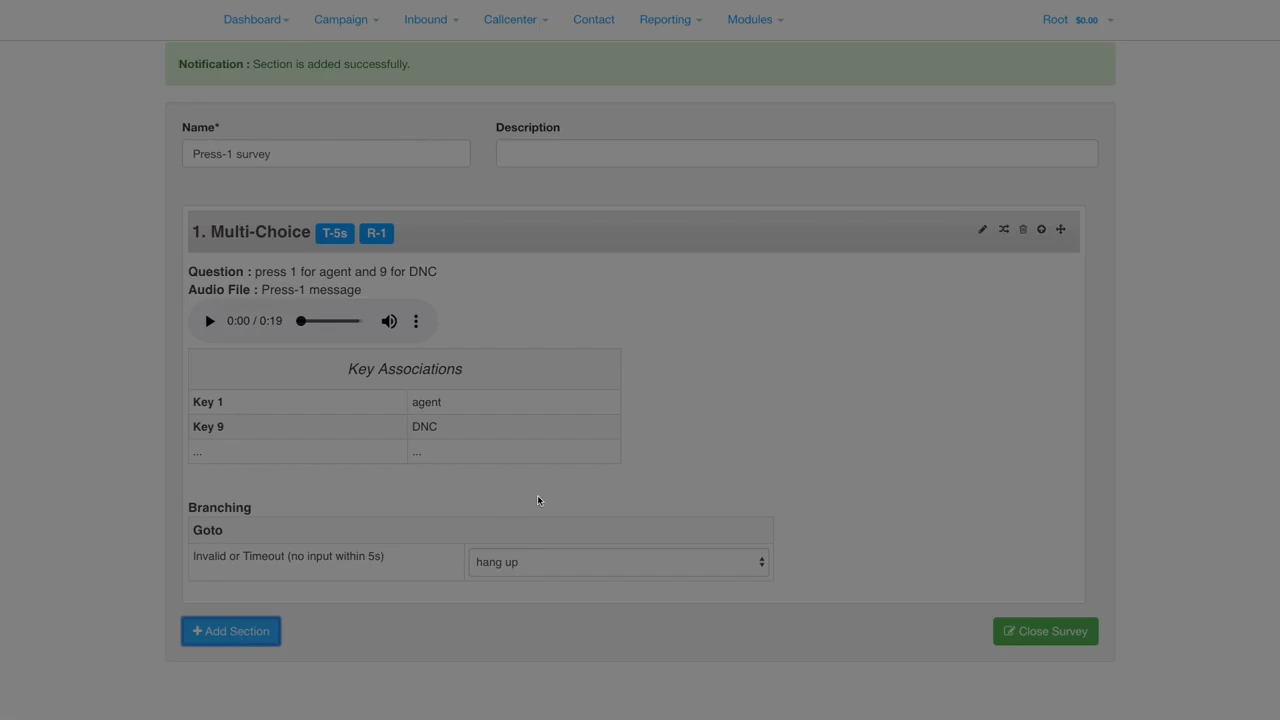 Dashboard Campaign Inbound Callcenter Contact Reporting Modules Root $0.00
Notification : Section is added successfully.
Name* Description
Press-1 survey
1. Multi-Choice T-5s R-1
Question : press 1 for agent and 9 for DNC
Audio File : Press-1 message
0:00 / 0:19
Key Associations
Key 1 agent
Key 9 DNC
... ...
Branching
Goto
Invalid or Timeout (no input within 5s) hang up
Add Section Close Survey